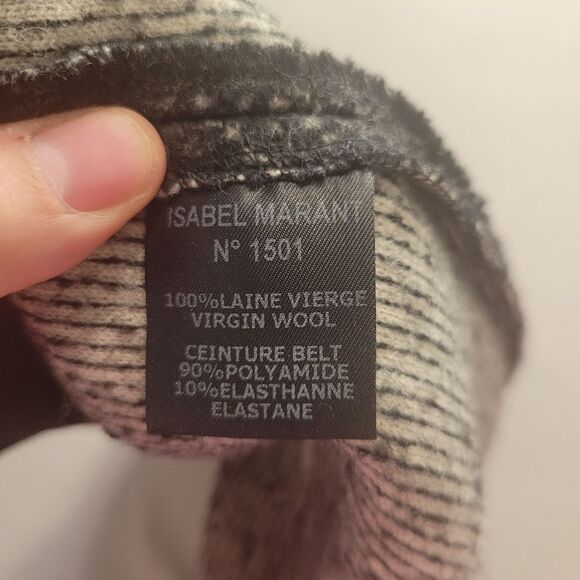 ISABEL MARANT
N° 1501
100%LAINE VIERGE
VIRGIN WOOL
CEINTURE BELT
90%POLYAMIDE
10%ELASTHANNE
ELASTANE